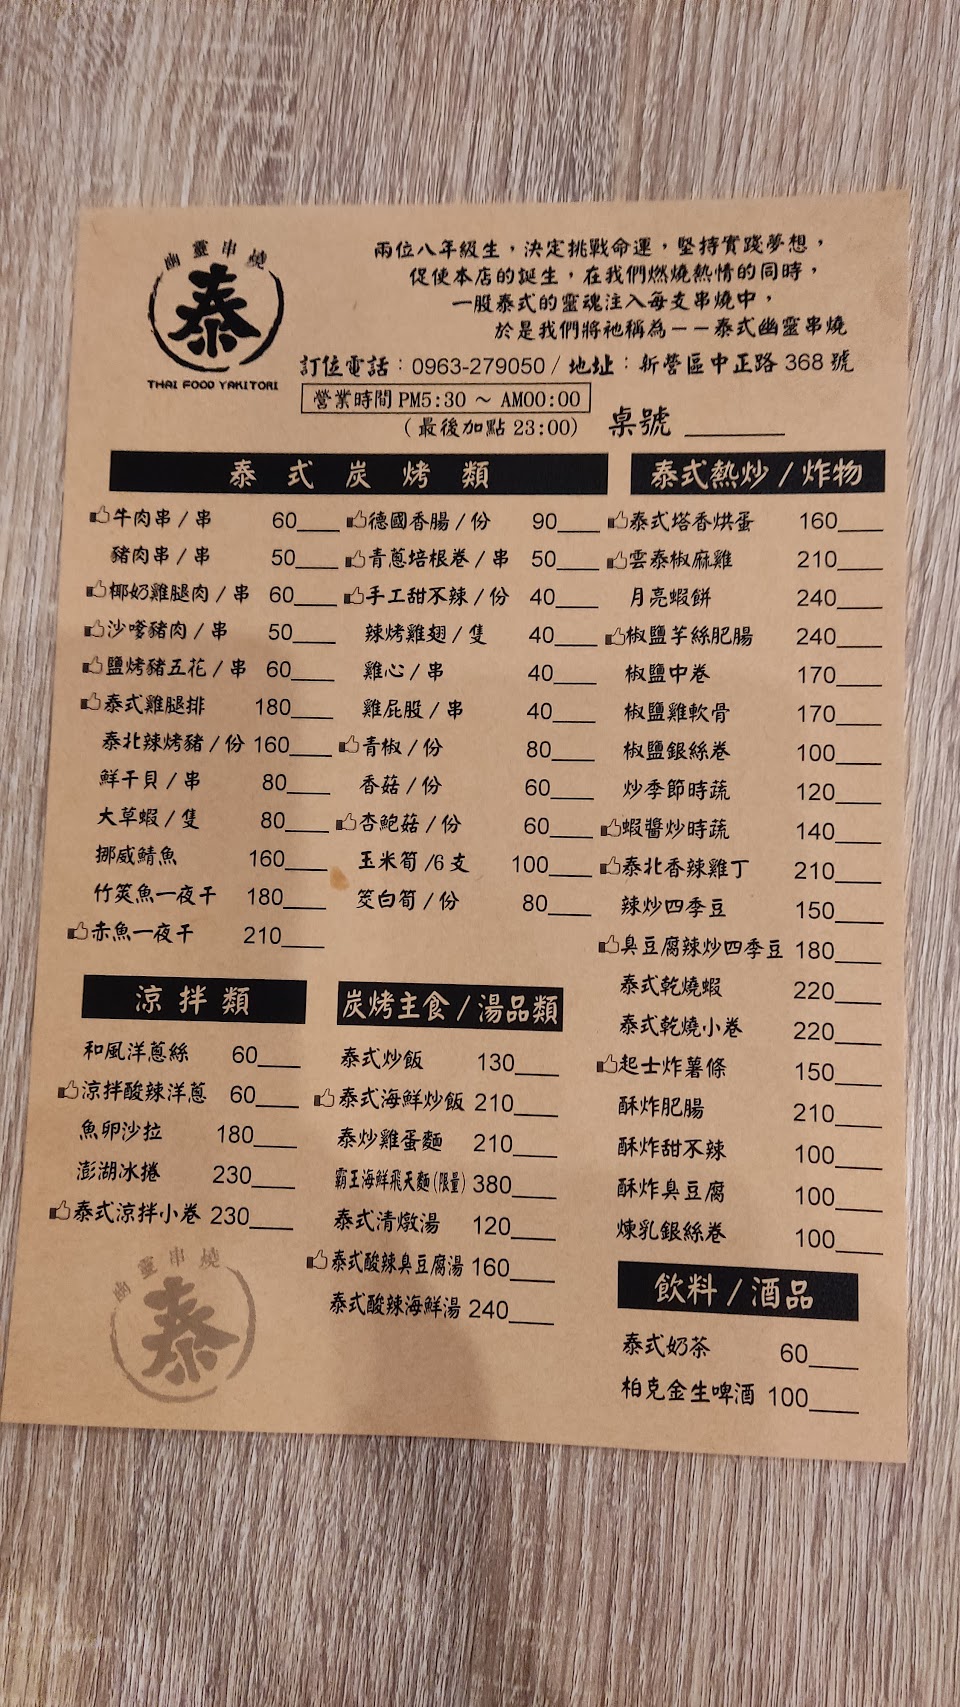 幽靈串燒
泰
THAI FOOD YAKITORI
兩位八年級生，決定挑戰命運，堅持實踐夢想，
促使本店的誕生，在我們燃燒熱情的同時，
一股泰式的靈魂注入每支串燒中，
於是我們將祂稱為－－泰式幽靈串燒
訂位電話：0963-279050 / 地址：新營區中正路 368 號
營業時間 PM5:30 ～ AM00:00
（最後加點 23:00） 桌號
泰式炭烤類
牛肉串 / 串 60
豬肉串 / 串 50
椰奶雞腿肉 / 串 60
沙嗲豬肉 / 串 50
鹽烤豬五花 / 串 60
泰式雞腿排 180
泰北辣烤豬 / 份 160
鮮干貝 / 串 80
大草蝦 / 隻 80
挪威鯖魚 160
竹筴魚一夜干 180
赤魚一夜干 210
德國香腸 / 份 90
青蔥培根卷 / 串 50
手工甜不辣 / 份 40
辣烤雞翅 / 隻 40
雞心 / 串 40
雞屁股 / 串 40
青椒 / 份 80
香菇 / 份 60
杏鮑菇 / 份 60
玉米筍 /6 支 100
筊白筍 / 份 80
泰式熱炒 / 炸物
泰式塔香烘蛋 160
雲泰椒麻雞 210
月亮蝦餅 240
椒鹽芋絲肥腸 240
椒鹽中卷 170
椒鹽雞軟骨 170
椒鹽銀絲卷 100
炒季節時蔬 120
蝦醬炒時蔬 140
泰北香辣雞丁 210
辣炒四季豆 150
臭豆腐辣炒四季豆 180
泰式乾燒蝦 220
泰式乾燒小卷 220
起士炸薯條 150
酥炸肥腸 210
酥炸甜不辣 100
酥炸臭豆腐 100
煉乳銀絲卷 100
涼拌類
和風洋蔥絲 60
涼拌酸辣洋蔥 60
魚卵沙拉 180
澎湖冰捲 230
泰式涼拌小卷 230
炭烤主食 / 湯品類
泰式炒飯 130
泰式海鮮炒飯 210
泰炒雞蛋麵 210
霸王海鮮飛天麵(限量) 380
泰式清燉湯 120
泰式酸辣臭豆腐湯 160
泰式酸辣海鮮湯 240
飲料 / 酒品
泰式奶茶 60
柏克金生啤酒 100
幽靈串燒
泰